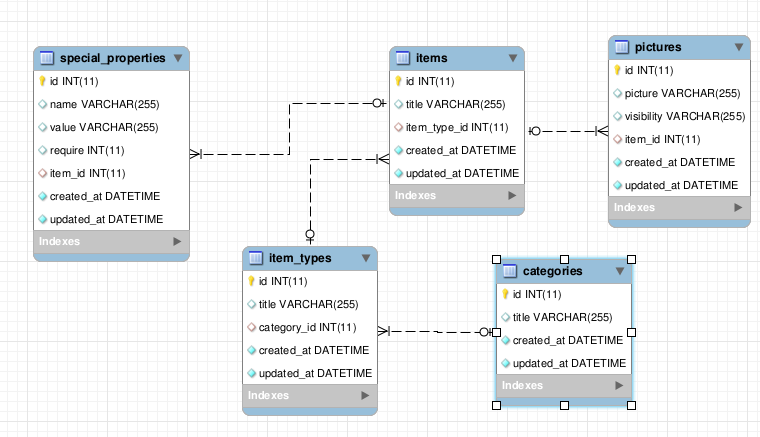 special_properties
id INT(11)
name VARCHAR(255)
value VARCHAR(255)
require INT(11)
item_id INT(11)
created_at DATETIME
updated_at DATETIME
Indexes
items
id INT(11)
title VARCHAR(255)
item_type_id INT(11)
created_at DATETIME
updated_at DATETIME
Indexes
pictures
id INT(11)
picture VARCHAR(255)
visibility VARCHAR(255)
item_id INT(11)
created_at DATETIME
updated_at DATETIME
Indexes
item_types
id INT(11)
title VARCHAR(255)
category_id INT(11)
created_at DATETIME
updated_at DATETIME
Indexes
categories
id INT(11)
title VARCHAR(255)
created_at DATETIME
updated_at DATETIME
Indexes